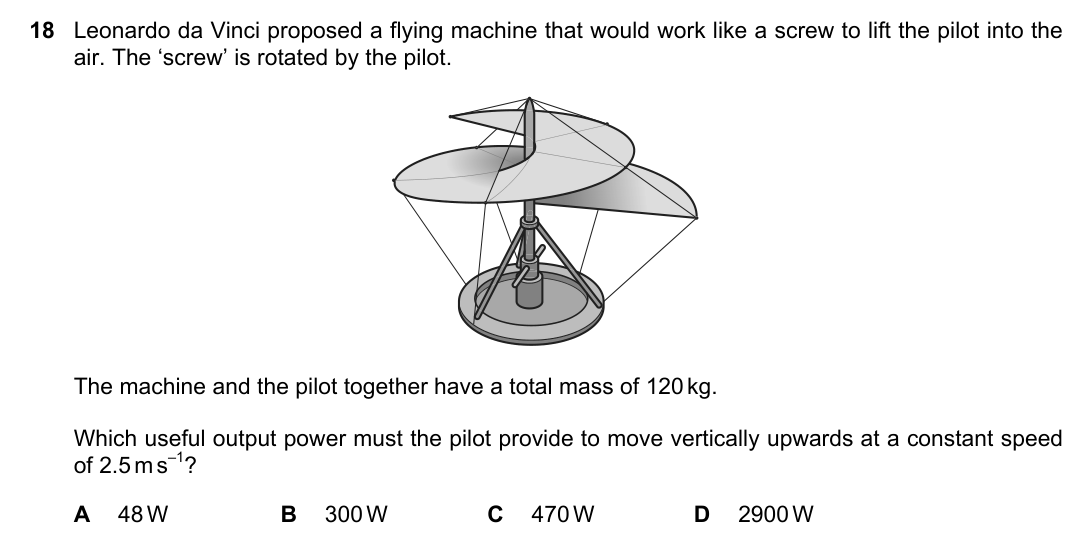 18 Leonardo da Vinci proposed a flying machine that would work like a screw to lift the pilot into the
air. The ‘screw’ is rotated by the pilot.
The machine and the pilot together have a total mass of 120 kg.
Which useful output power must the pilot provide to move vertically upwards at a constant speed
of 2.5 m s⁻¹?
A 48 W B 300 W C 470 W D 2900 W